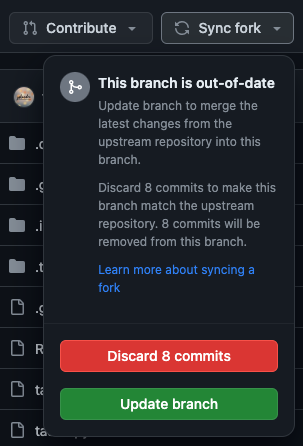 Contribute
Sync fork
This branch is out-of-date
Update branch to merge the
latest changes from the
upstream repository into this
branch.
Discard 8 commits to make this
branch match the upstream
repository. 8 commits will be
removed from this branch.
Learn more about syncing a
fork
Discard 8 commits
Update branch